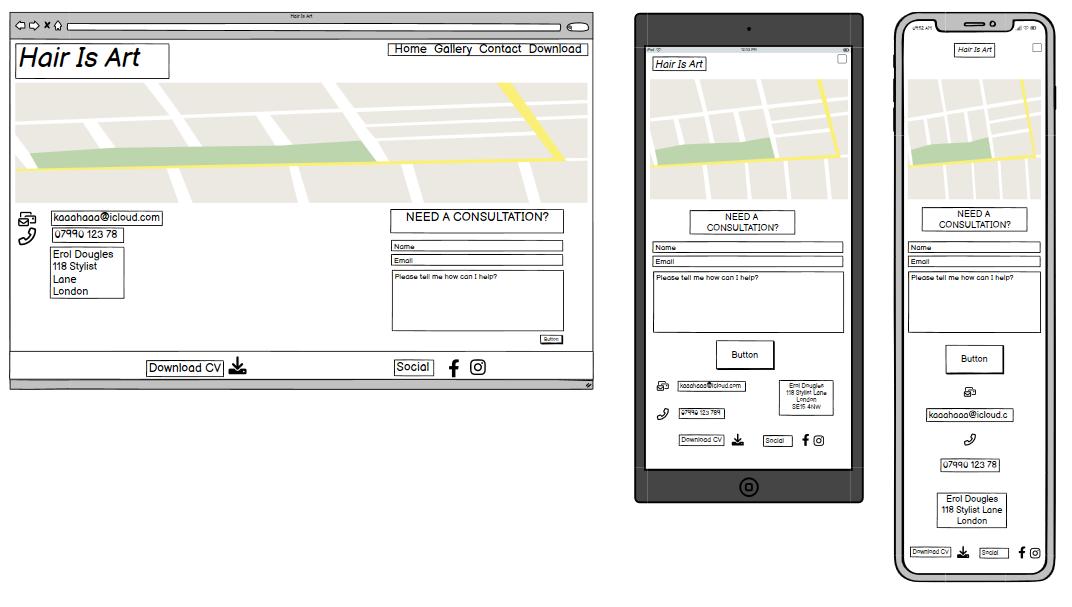 Hair Is Art
Hair Is Art
Home Gallery Contact Download
kaaahaaa@icloud.com
07990 123 78
Erol Dougles
118 Stylist
Lane
London
NEED A CONSULTATION?
Name
Email
Please tell me how can I help?
Button
Download CV
Social
iPad
12:13 PM
Hair Is Art
NEED A
CONSULTATION?
Name
Email
Please tell me how can I help?
Button
kaaahaaa@icloud.com
07990 123 789
Erol Dougles
118 Stylist Lane
London
SE15 4NW
Download CV
Social
09:52 AM
Hair Is Art
NEED A
CONSULTATION?
Name
Email
Please tell me how can I help?
Button
kaaahaaa@icloud.c
07990 123 78
Erol Dougles
118 Stylist Lane
London
Download CV
Social